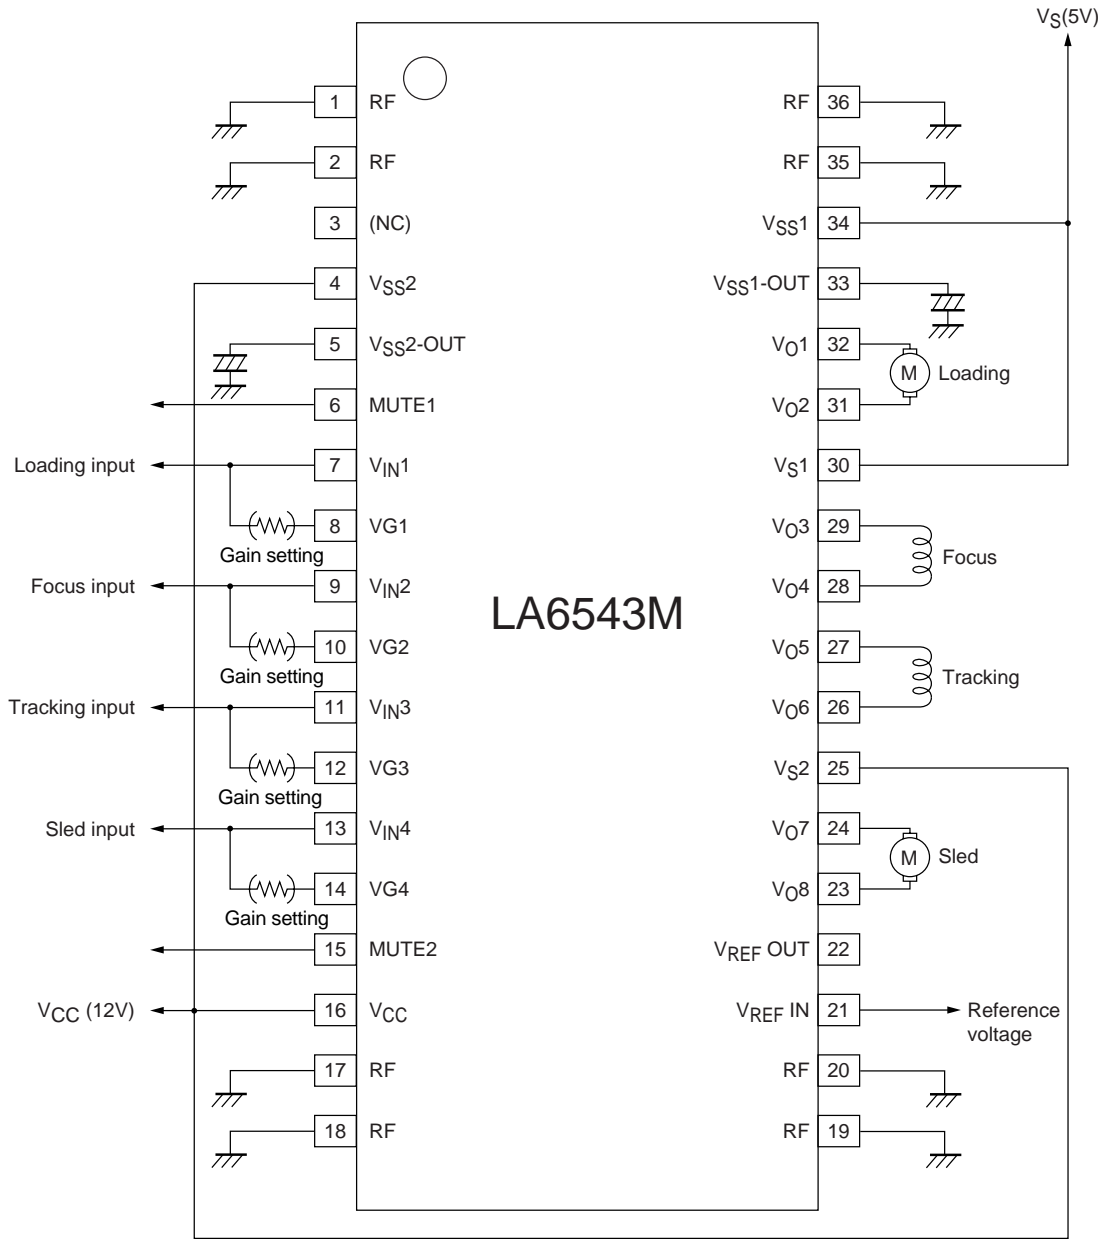 VS(5V)
1 RF
RF 36
2 RF
RF 35
3 (NC)
VSS1 34
4 VSS2
VSS1-OUT 33
5 VSS2-OUT
VO1 32
M Loading
6 MUTE1
VO2 31
Loading input 7 VIN1
VS1 30
8 VG1
VO3 29
Gain setting
Focus
Focus input 9 VIN2
VO4 28
LA6543M
10 VG2
VO5 27
Gain setting
Tracking
Tracking input 11 VIN3
VO6 26
12 VG3
VS2 25
Gain setting
Sled input 13 VIN4
VO7 24
M Sled
14 VG4
VO8 23
Gain setting
15 MUTE2
VREF OUT 22
VCC (12V) 16 VCC
VREF IN 21 Reference
voltage
17 RF
RF 20
18 RF
RF 19